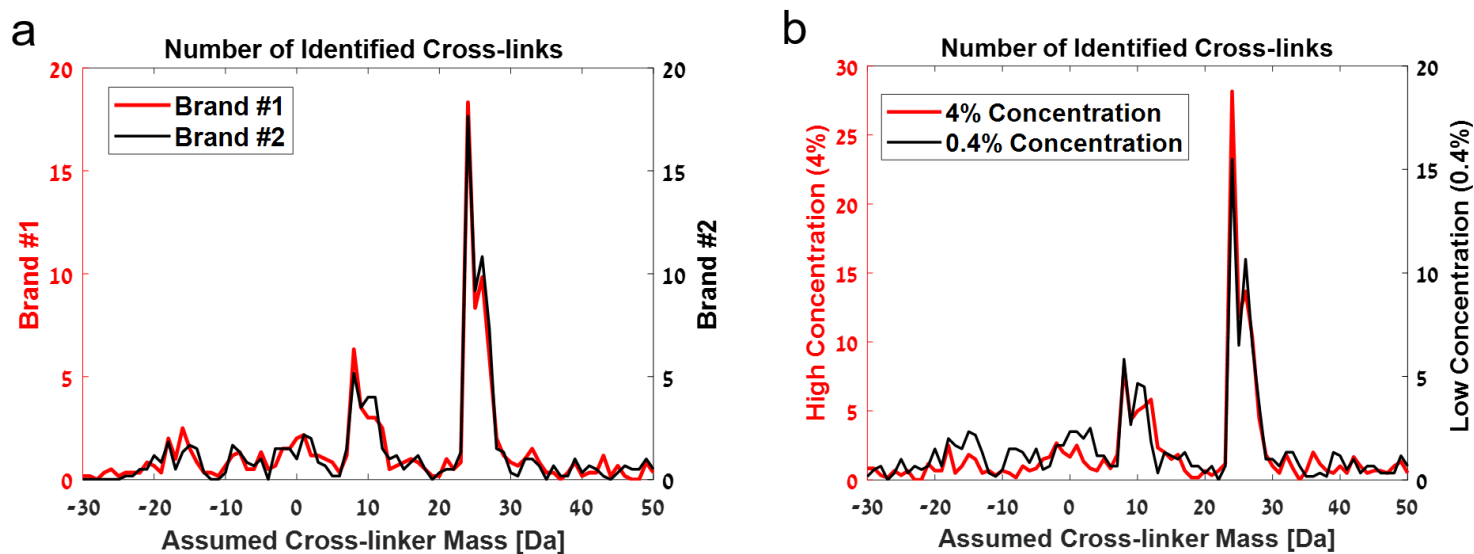 a
Number of Identified Cross-links
20
15
10
5
0
Brand #1
Brand #1
Brand #2
20
15
10
5
0
Brand #2
-30 -20 -10 0 10 20 30 40 50
Assumed Cross-linker Mass [Da]
b
Number of Identified Cross-links
30
25
20
15
10
5
0
High Concentration (4%)
4% Concentration
0.4% Concentration
20
15
10
5
0
Low Concentration (0.4%)
-30 -20 -10 0 10 20 30 40 50
Assumed Cross-linker Mass [Da]